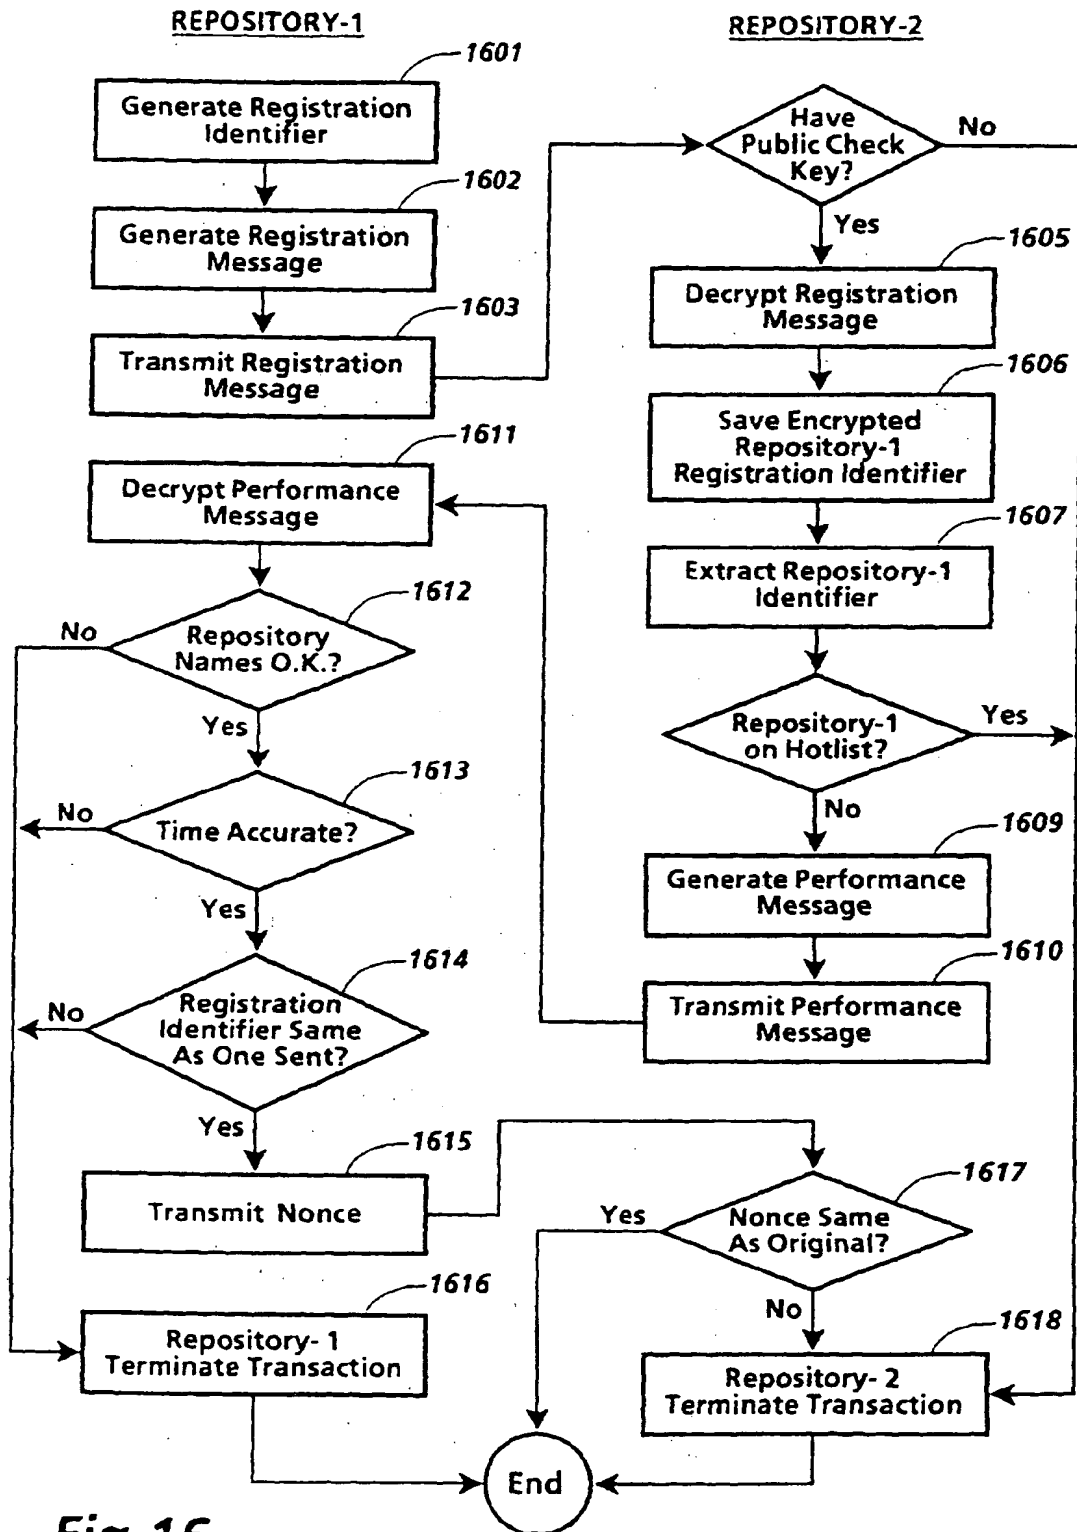 REPOSITORY-1
1601
Generate Registration
Identifier
1602
Generate Registration
Message
1603
Transmit Registration
Message
1611
Decrypt Performance
Message
1612
No
Repository
Names O.K.?
Yes
1613
No
Time Accurate?
Yes
1614
No
Registration
Identifier Same
As One Sent?
Yes
1615
Transmit Nonce
1616
Repository- 1
Terminate Transaction
REPOSITORY-2
Have
Public Check
Key?
No
Yes
1605
Decrypt Registration
Message
1606
Save Encrypted
Repository-1
Registration Identifier
1607
Extract Repository-1
Identifier
Repository-1
on Hotlist?
Yes
No
1609
Generate Performance
Message
1610
Transmit Performance
Message
1617
Yes
Nonce Same
As Original?
No
1618
Repository- 2
Terminate Transaction
End